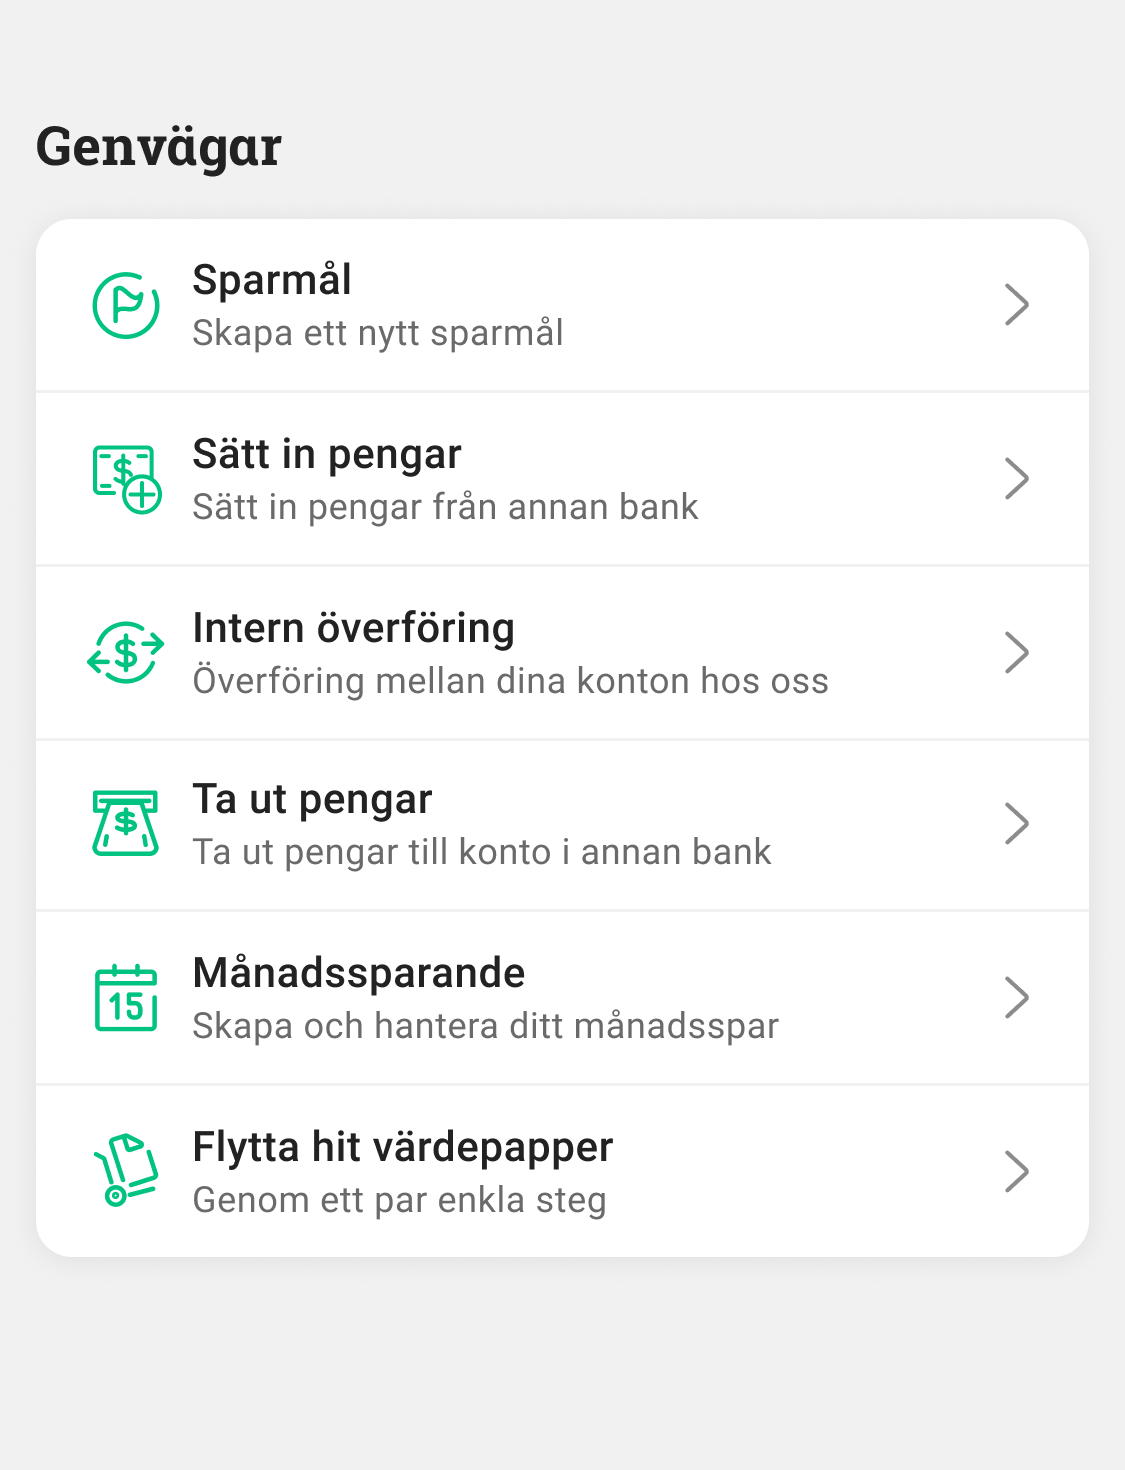 Genvägar
Sparmål
Skapa ett nytt sparmål
$
Sätt in pengar
Sätt in pengar från annan bank
$
Intern överföring
Överföring mellan dina konton hos oss
$
Ta ut pengar
Ta ut pengar till konto i annan bank
15
Månadssparande
Skapa och hantera ditt månadsspar
Flytta hit värdepapper
Genom ett par enkla steg